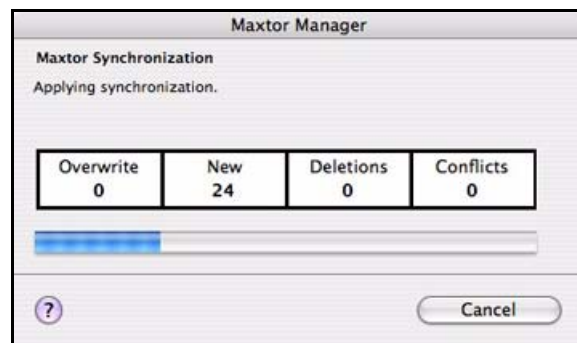 Maxtor Manager
Maxtor Synchronization
Applying synchronization.
Overwrite New Deletions Conflicts
0 24 0 0
? Cancel